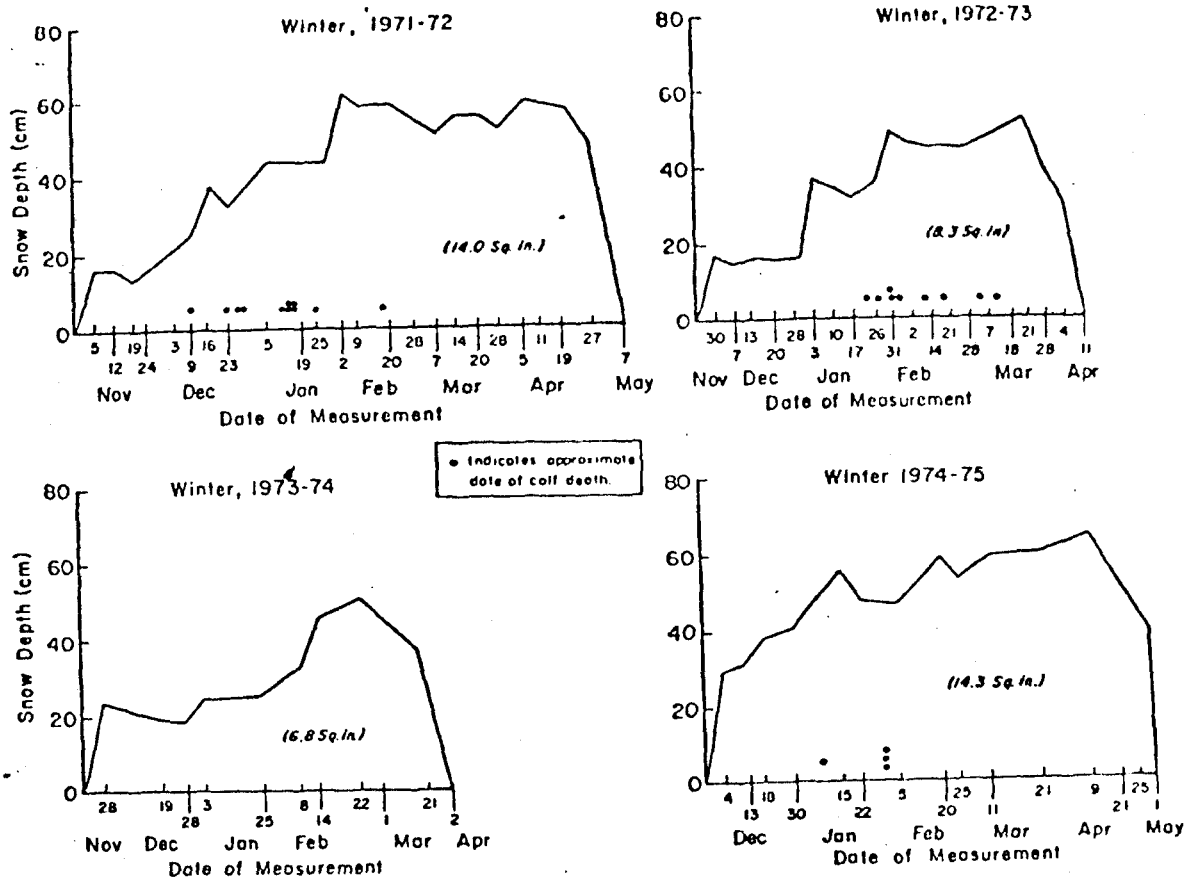 Winter, 1971-72
80
60
40
20
0
Snow Depth (cm)
(14.0 Sq. in.)
5 19 3 16 5 25 9 28 14 28 11 27
12 24 9 23 19 2 20 7 20 5 19 7
Nov Dec Jan Feb Mar Apr May
Date of Measurement
Winter, 1972-73
80
60
40
20
0
(8.3 Sq. in)
30 13 28 10 26 2 21 7 21 4
7 20 3 17 31 14 28 18 28 11
Nov Dec Jan Feb Mar Apr
Date of Measurement
• Indicates approximate
date of calf death.
Winter, 1973-74
80
60
40
20
0
Snow Depth (cm)
(6.8 Sq. in)
28 19 3 8 22 21
28 25 14 1 2
Nov Dec Jan Feb Mar Apr
Date of Measurement
Winter 1974-75
80
60
40
20
0
(14.3 Sq. in.)
4 18 15 5 25 21 9 25
13 30 22 20 11 21 1
Dec Jan Feb Mar Apr May
Date of Measurement